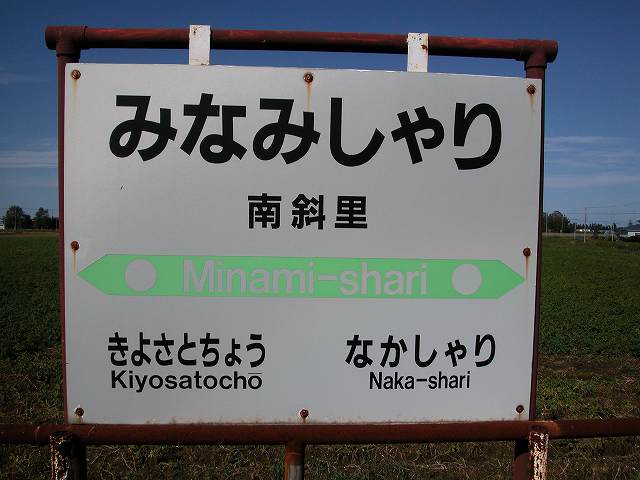 みなみしゃり
南斜里
Minami-shari
きよさとちょう
Kiyosatochō
なかしゃり
Naka-shari